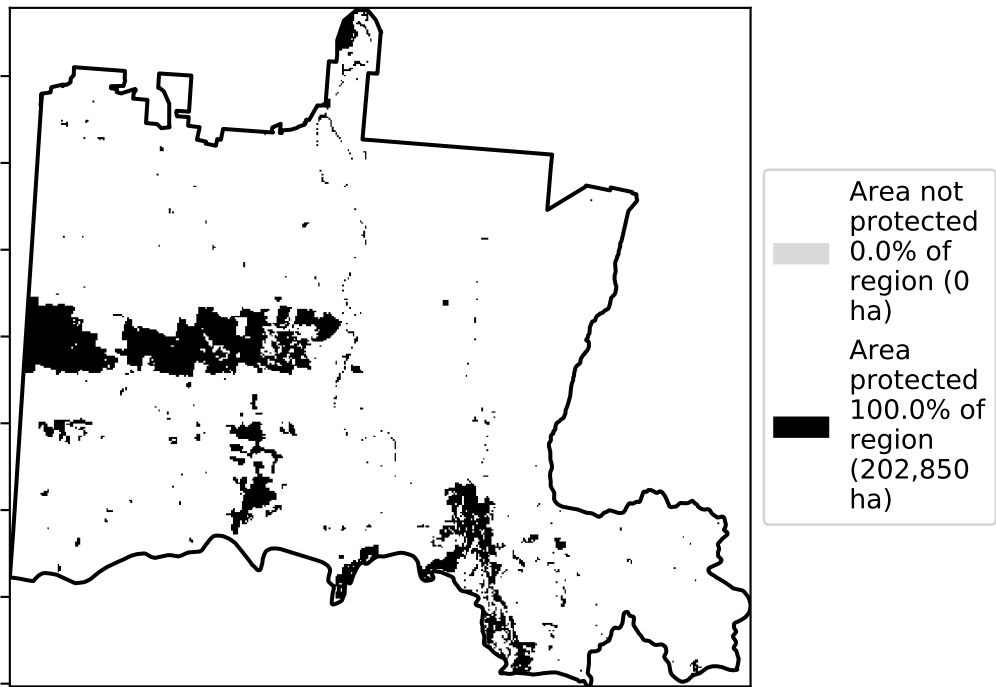 Area not
protected
0.0% of
region (0
ha)
Area
protected
100.0% of
region
(202,850
ha)